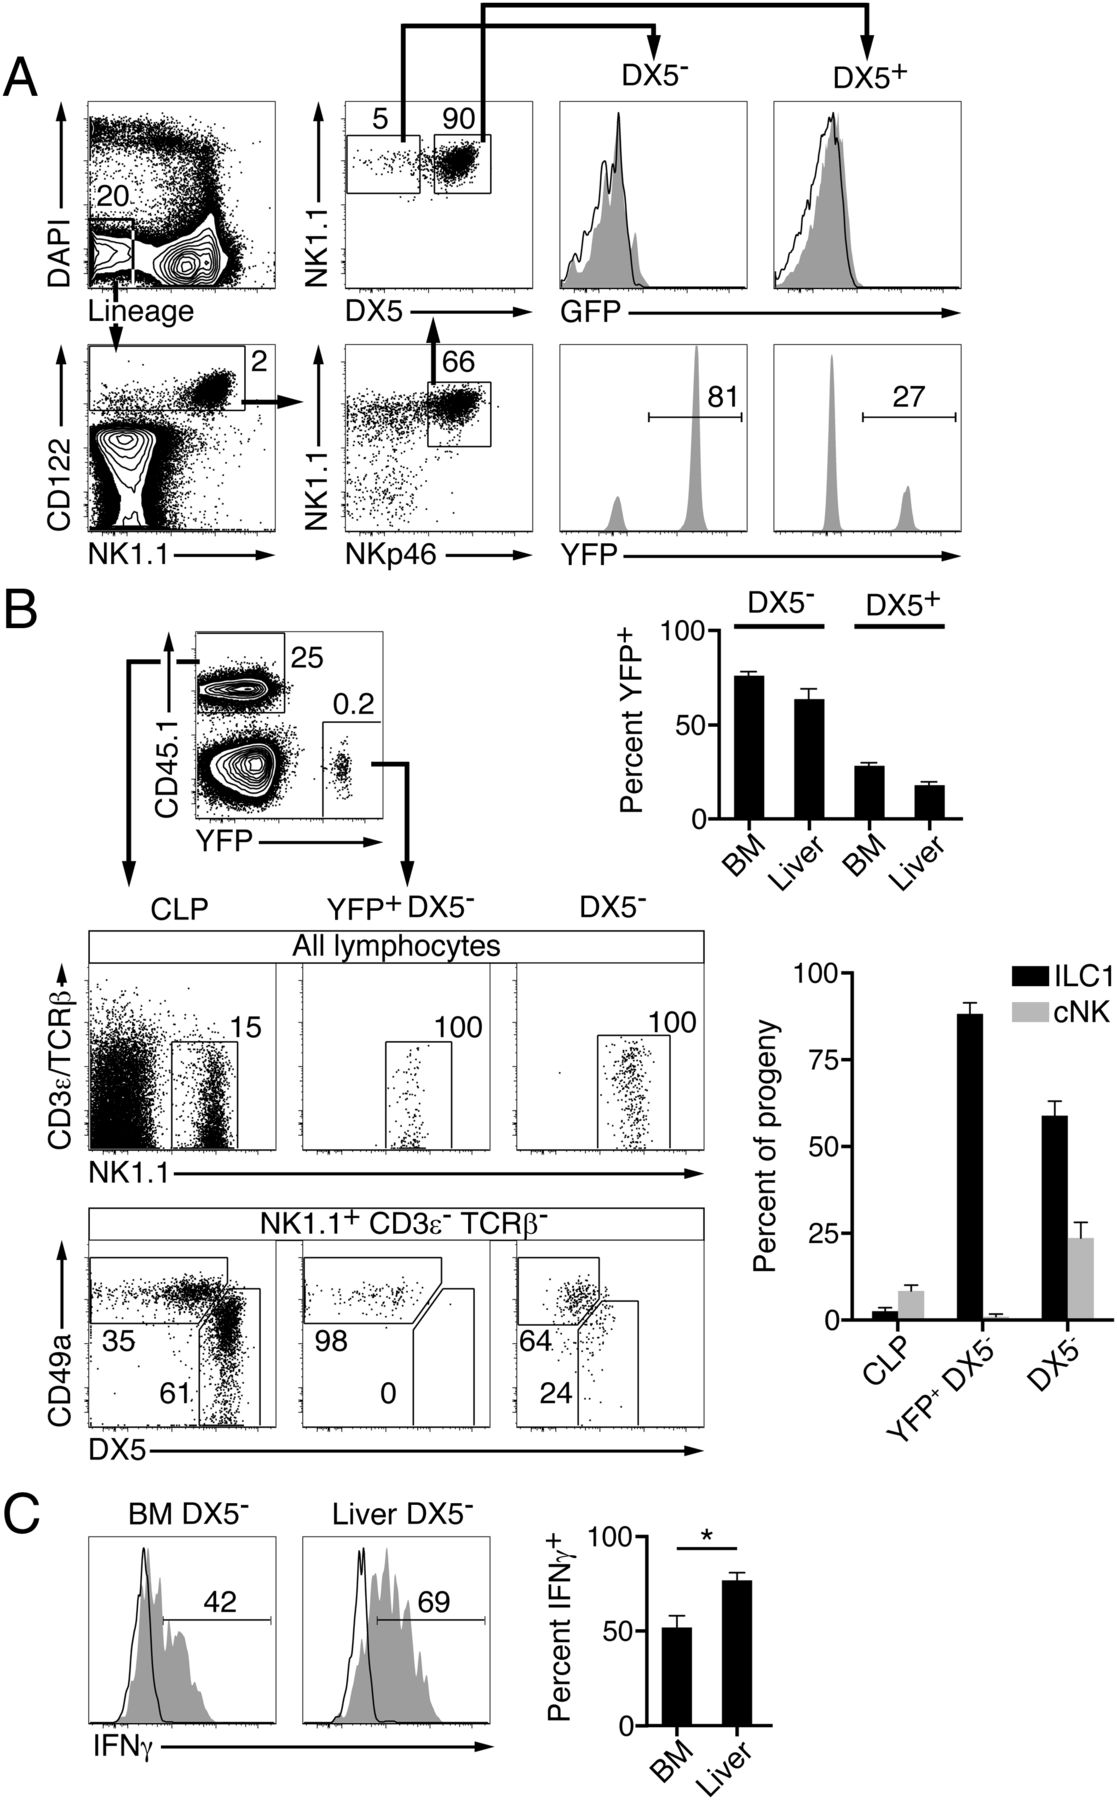 A
DX5-
DX5+
20
DAPI
Lineage
5
90
NK1.1
DX5
GFP
2
CD122
NK1.1
66
NK1.1
NKp46
81
27
YFP
B
25
0.2
CD45.1
YFP
DX5-
DX5+
100
50
0
Percent YFP+
BM
Liver
BM
Liver
CLP
YFP+ DX5-
DX5-
All lymphocytes
15
100
100
CD3ε/TCRβ
NK1.1
NK1.1+ CD3ε- TCRβ-
35
61
98
0
64
24
CD49a
DX5
ILC1
cNK
100
75
50
25
0
Percent of progeny
CLP
YFP+ DX5-
DX5-
C
BM DX5-
Liver DX5-
42
69
IFNγ
100
50
0
Percent IFNγ+
*
BM
Liver